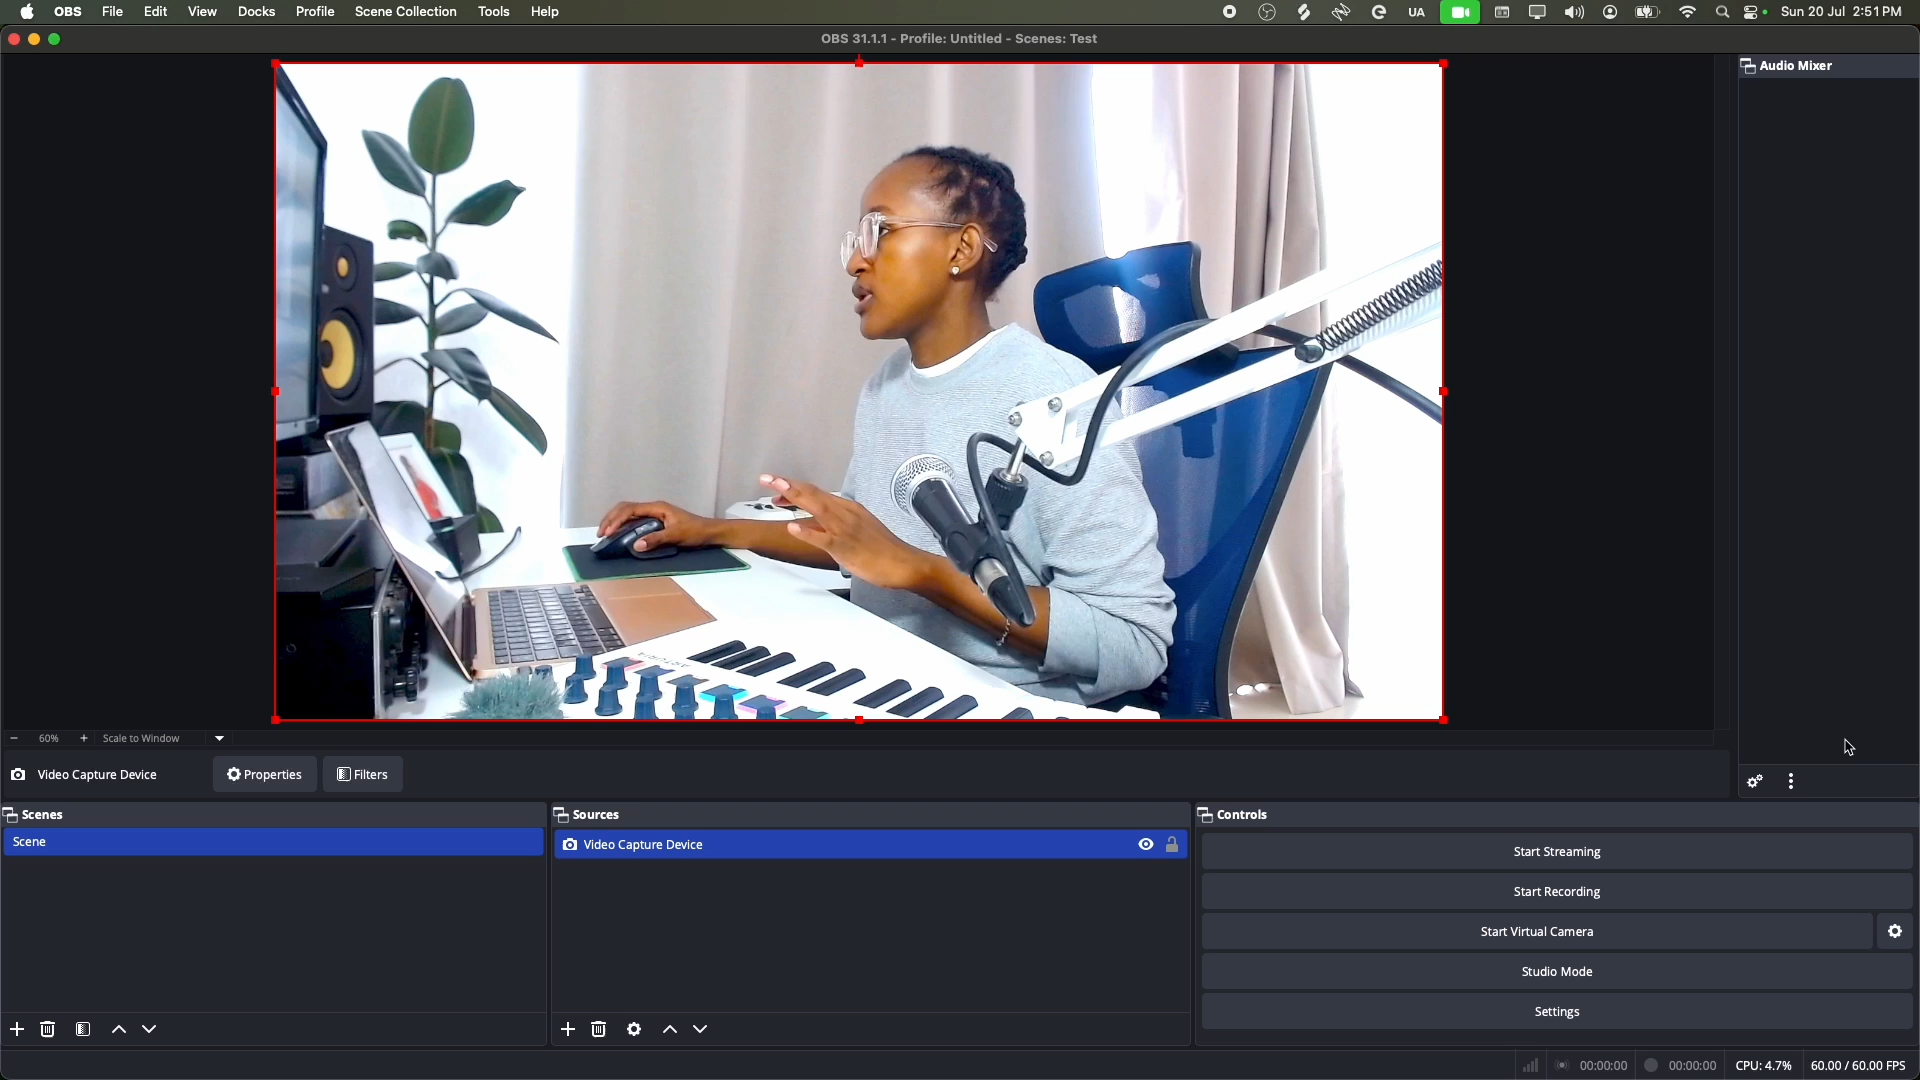 OBS File Edit View Docks Profile Scene Collection Tools Help
UA
Sun 20 Jul 2:51 PM
OBS 31.1.1 - Profile: Untitled - Scenes: Test
Audio Mixer
ARTURIA
60% Scale to Window
Video Capture Device
Properties
Filters
Scenes
Scene
Sources
Video Capture Device
Controls
Start Streaming
Start Recording
Start Virtual Camera
Studio Mode
Settings
00:00:00
00:00:00
CPU: 4.7%
60.00 / 60.00 FPS